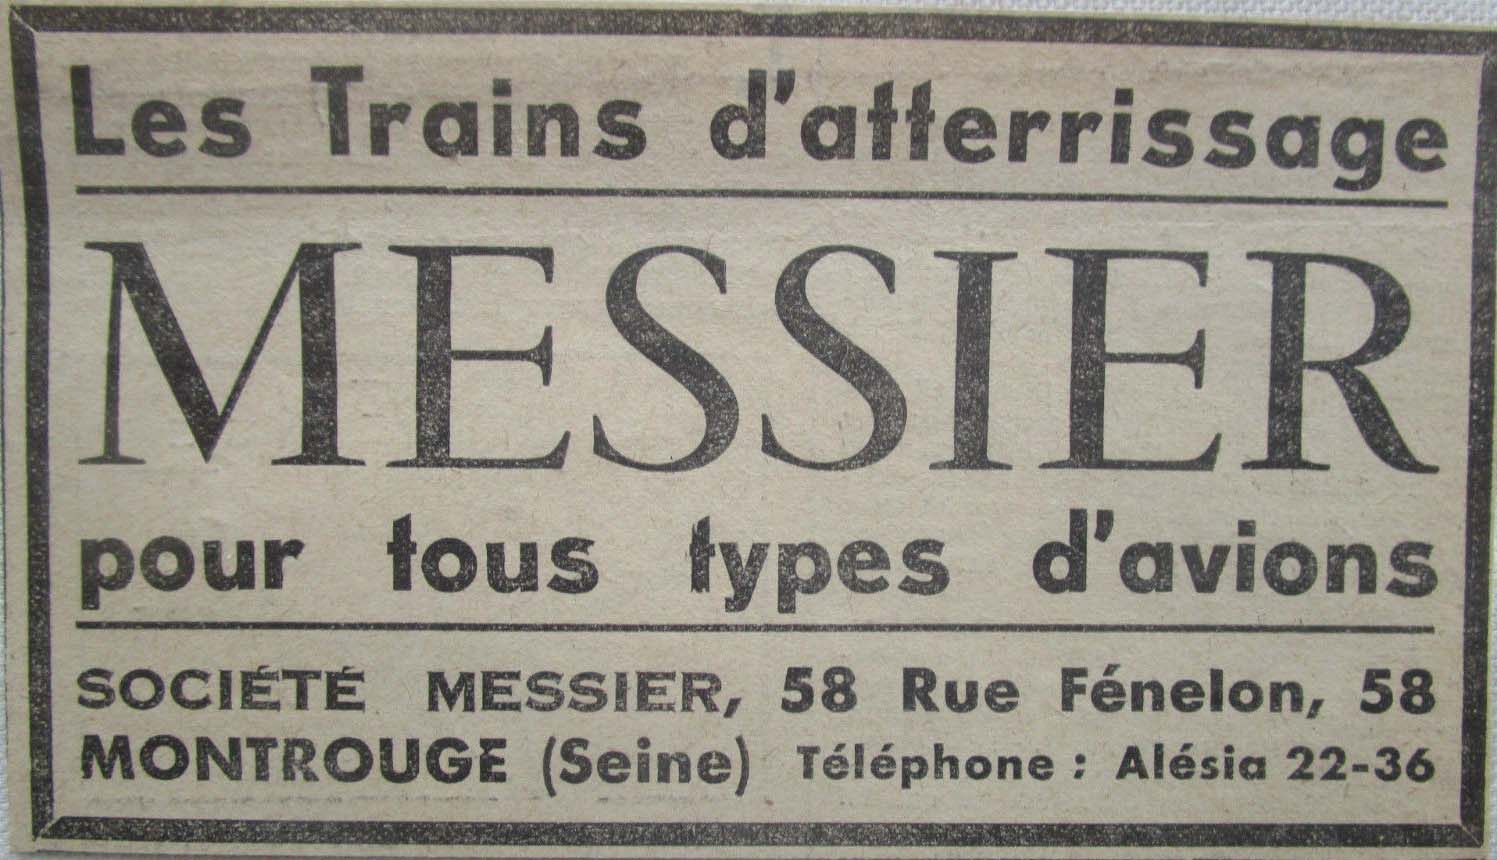 Les Trains d'atterrissage
MESSIER
pour tous types d'avions
SOCIÉTÉ MESSIER, 58 Rue Fénelon, 58
MONTROUGE (Seine) Téléphone : Alésia 22-36